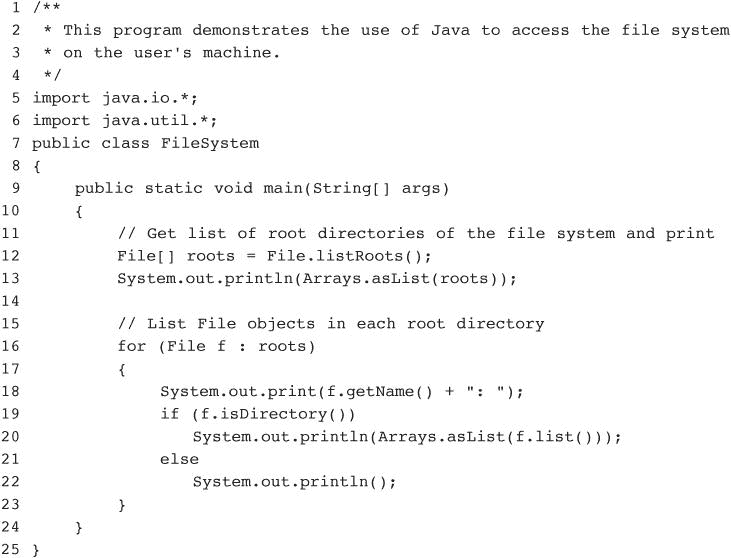 1 /**
2  * This program demonstrates the use of Java to access the file system
3  * on the user's machine.
4  */
5 import java.io.*;
6 import java.util.*;
7 public class FileSystem
8 {
9    public static void main(String[] args)
10    {
11       // Get list of root directories of the file system and print
12       File[] roots = File.listRoots();
13       System.out.println(Arrays.asList(roots));
14
15       // List File objects in each root directory
16       for (File f : roots)
17       {
18          System.out.print(f.getName() + ": ");
19          if (f.isDirectory())
20             System.out.println(Arrays.asList(f.list()));
21          else
22             System.out.println();
23       }
24    }
25 }